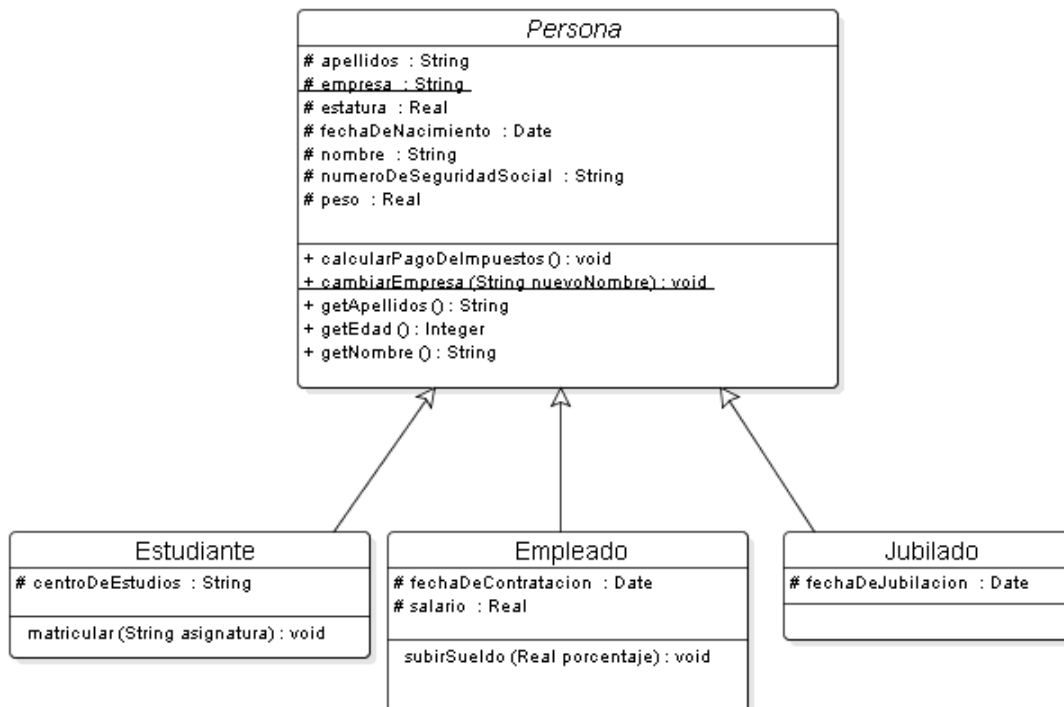 Persona
# apellidos : String
# empresa : String
# estatura : Real
# fechaDeNacimiento : Date
# nombre : String
# numeroDeSeguridadSocial : String
# peso : Real
+ calcularPagoDeImpuestos () : void
+ cambiarEmpresa (String nuevoNombre) : void
+ getApellidos () : String
+ getEdad () : Integer
+ getNombre () : String
Estudiante
# centroDeEstudios : String
matricular (String asignatura) : void
Empleado
# fechaDeContratacion : Date
# salario : Real
subirSueldo (Real porcentaje) : void
Jubilado
# fechaDeJubilacion : Date